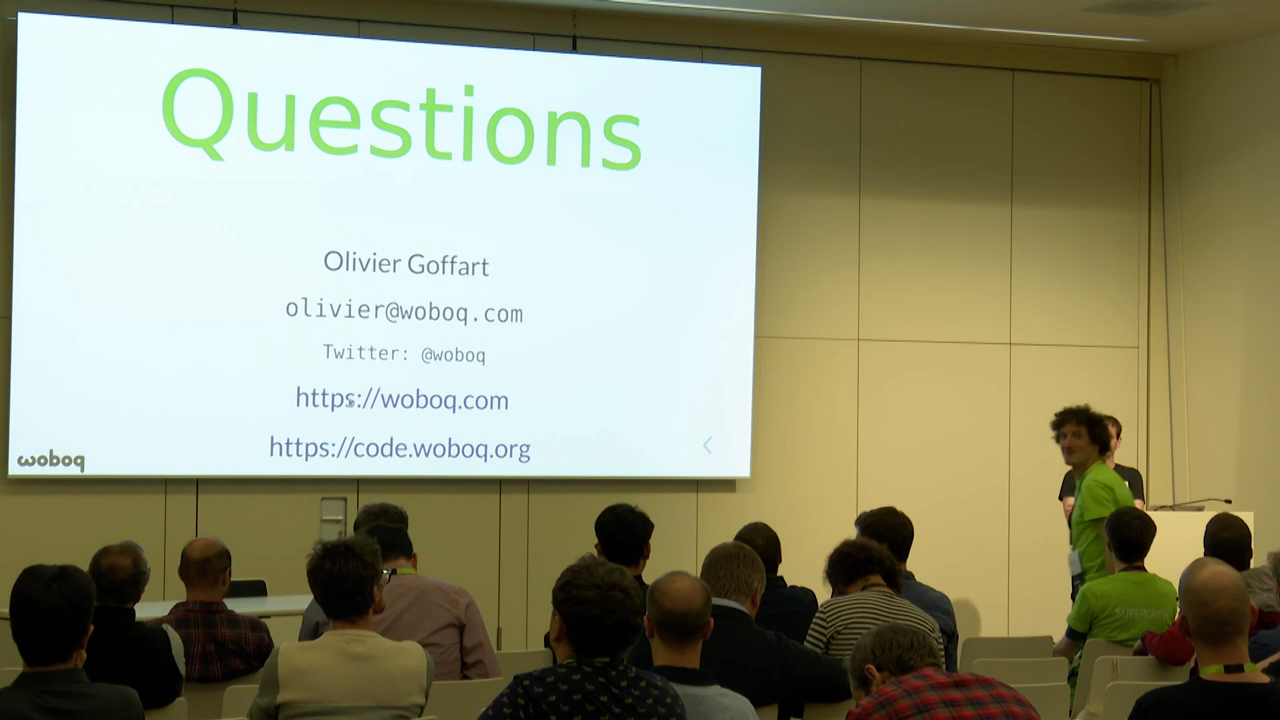 Questions
Olivier Goffart
olivier@woboq.com
Twitter: @woboq
https://woboq.com
https://code.woboq.org
woboq